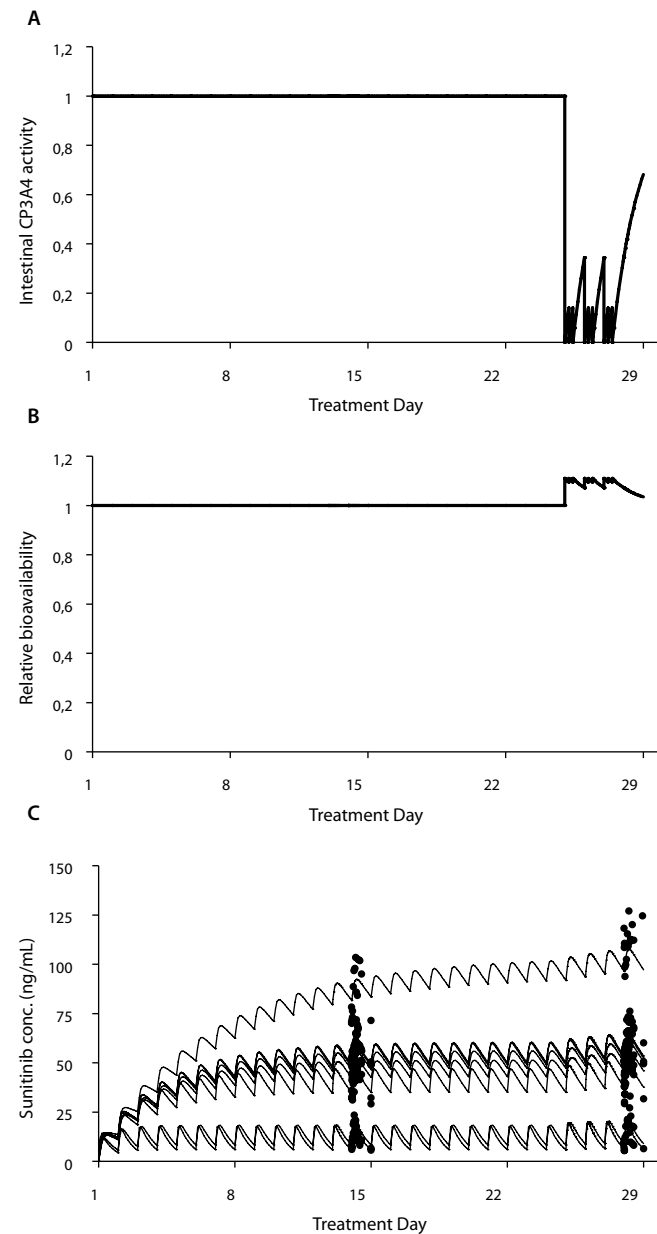 A
1,2
1
0,8
0,6
0,4
0,2
0
Intestinal CP3A4 activity
1 8 15 22 29
Treatment Day
B
1,2
1
0,8
0,6
0,4
0,2
0
Relative bioavailability
1 8 15 22 29
Treatment Day
C
150
125
100
75
50
25
0
Sunitinib conc. (ng/mL)
1 8 15 22 29
Treatment Day